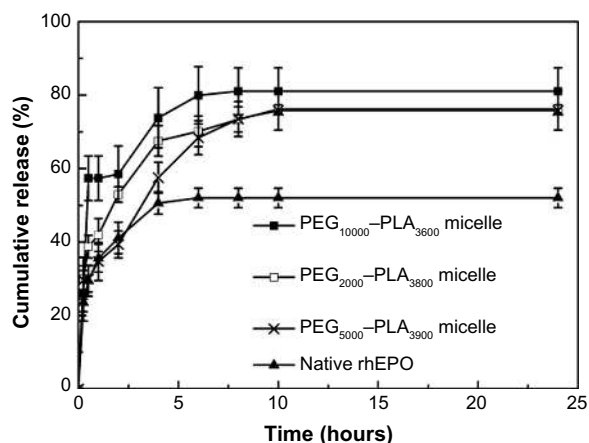 100
80
60
40
20
0
Cumulative release (%)
PEG₁₀₀₀₀–PLA₃₆₀₀ micelle
PEG₂₀₀₀–PLA₃₈₀₀ micelle
PEG₅₀₀₀–PLA₃₉₀₀ micelle
Native rhEPO
0 5 10 15 20 25
Time (hours)